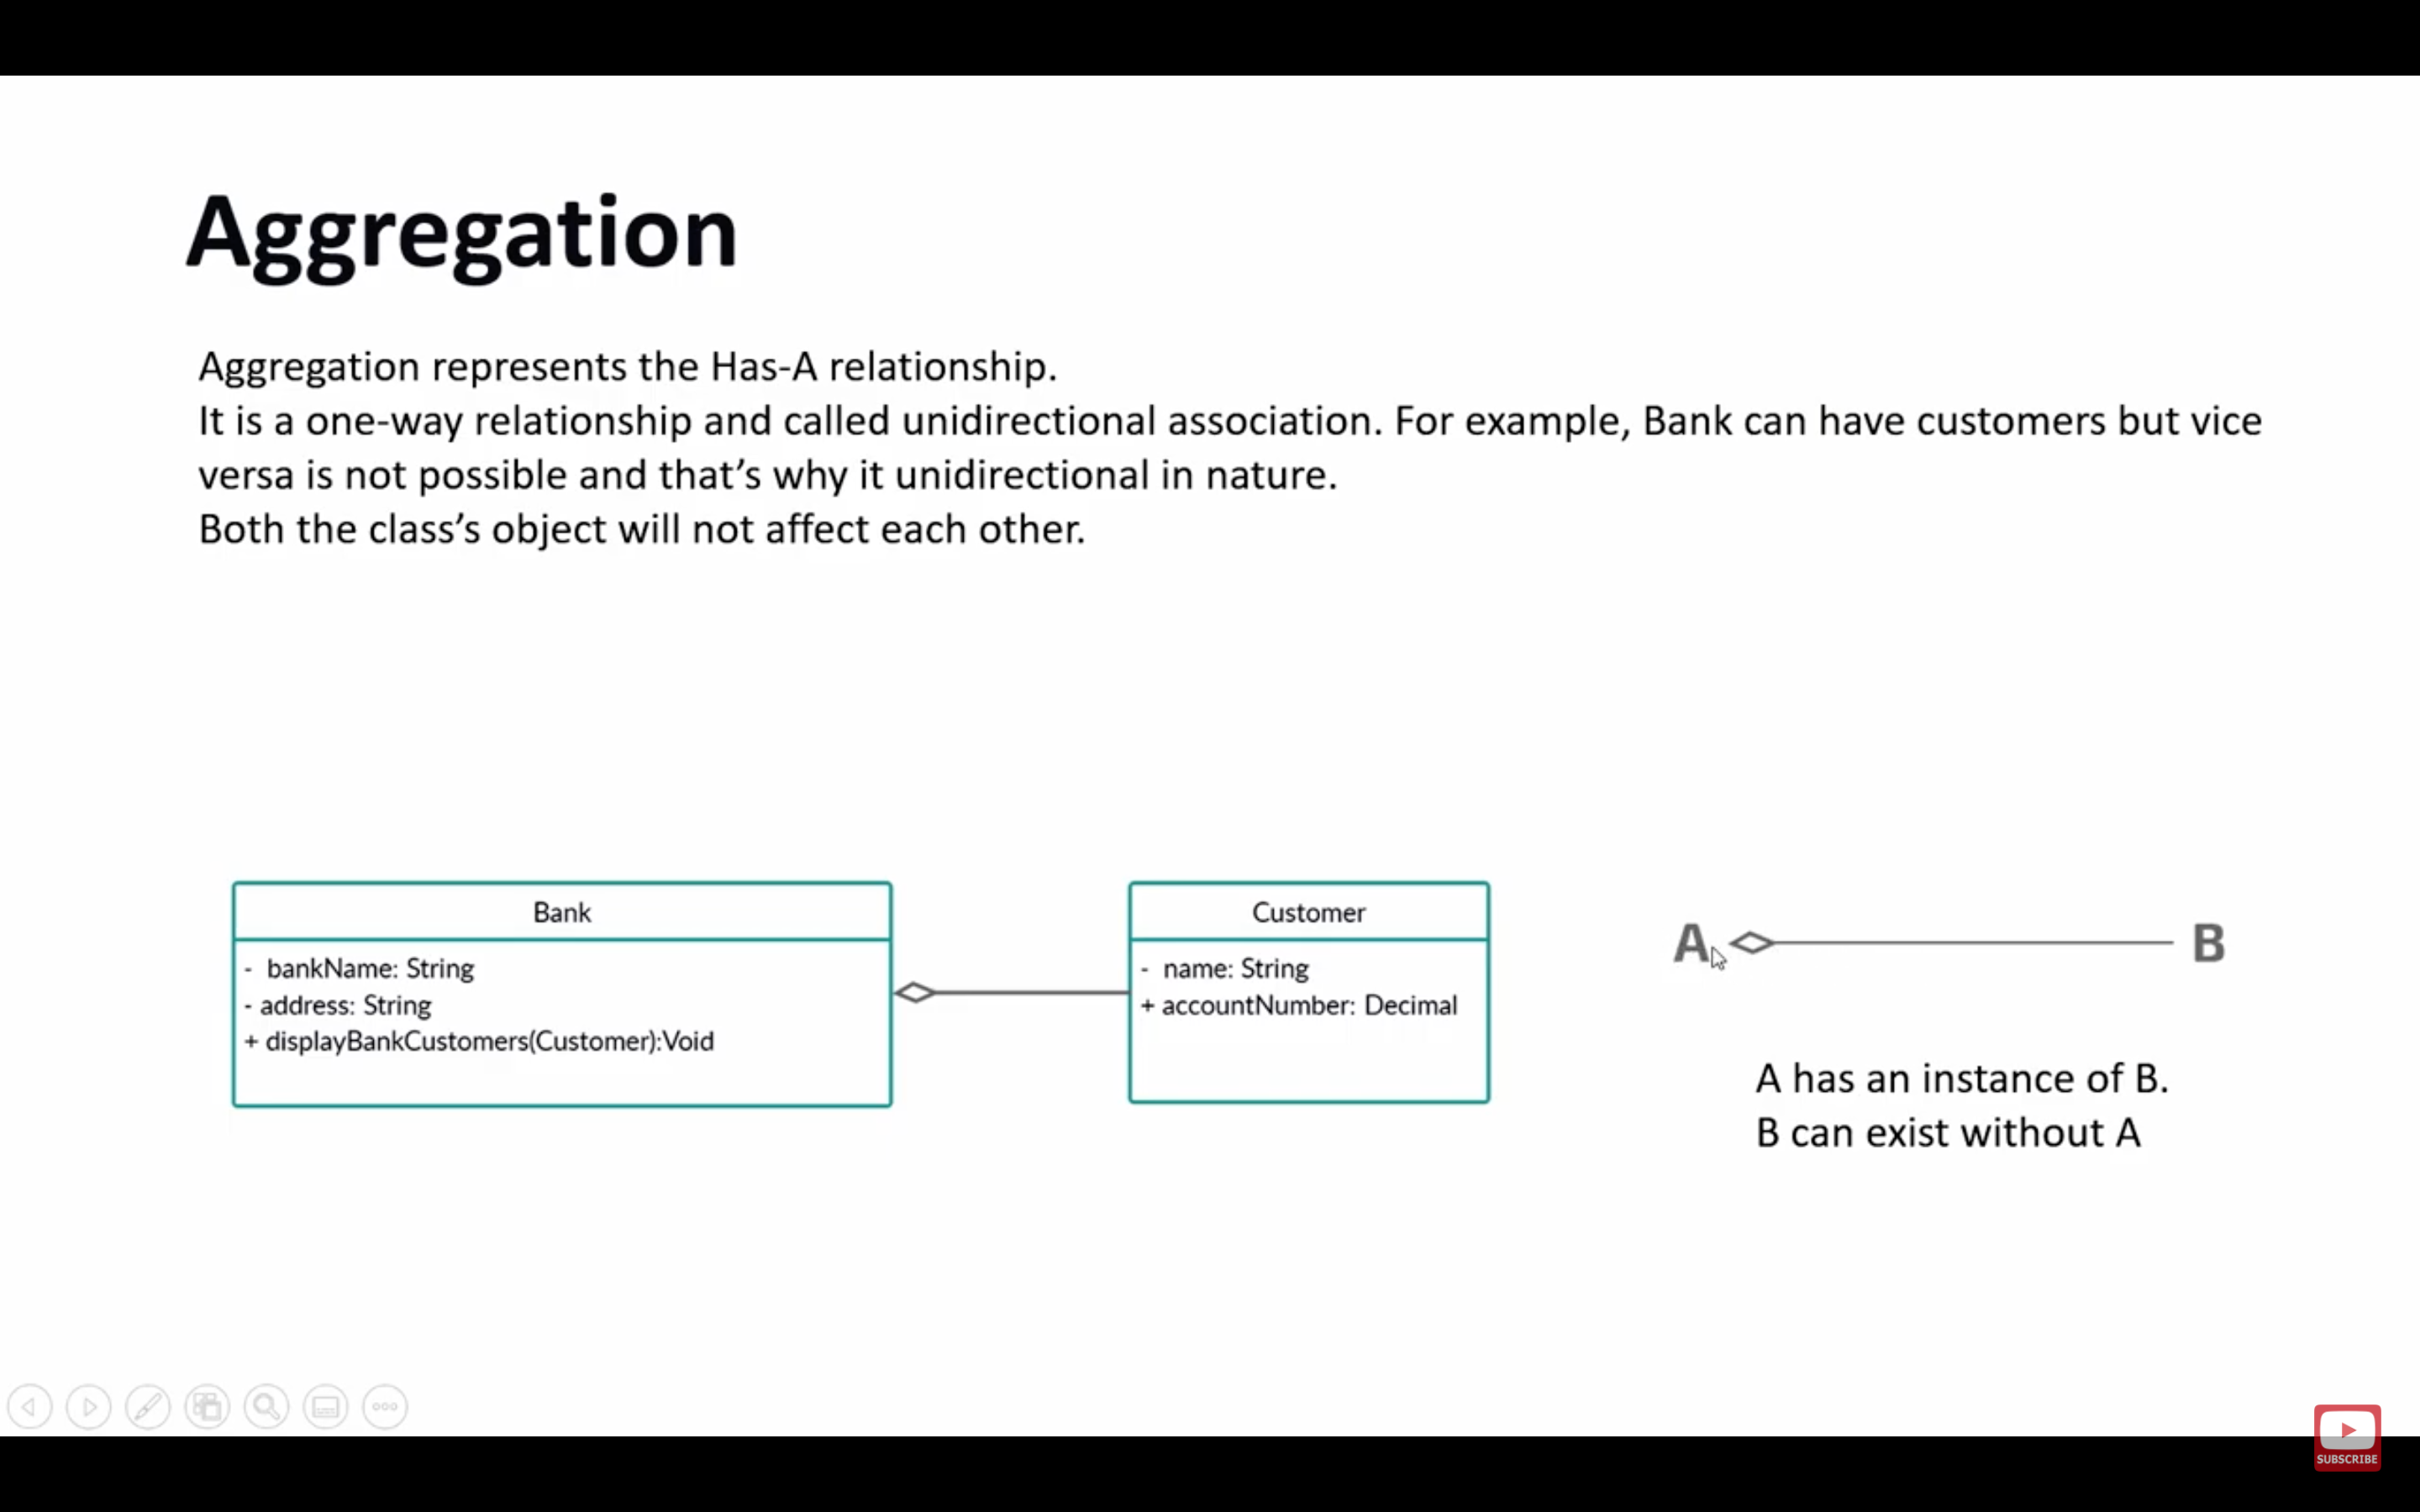 Aggregation
Aggregation represents the Has-A relationship.
It is a one-way relationship and called unidirectional association. For example, Bank can have customers but vice
versa is not possible and that’s why it unidirectional in nature.
Both the class’s object will not affect each other.
Bank
- bankName: String
- address: String
+ displayBankCustomers(Customer):Void
Customer
- name: String
+ accountNumber: Decimal
A B
A has an instance of B.
B can exist without A
SUBSCRIBE